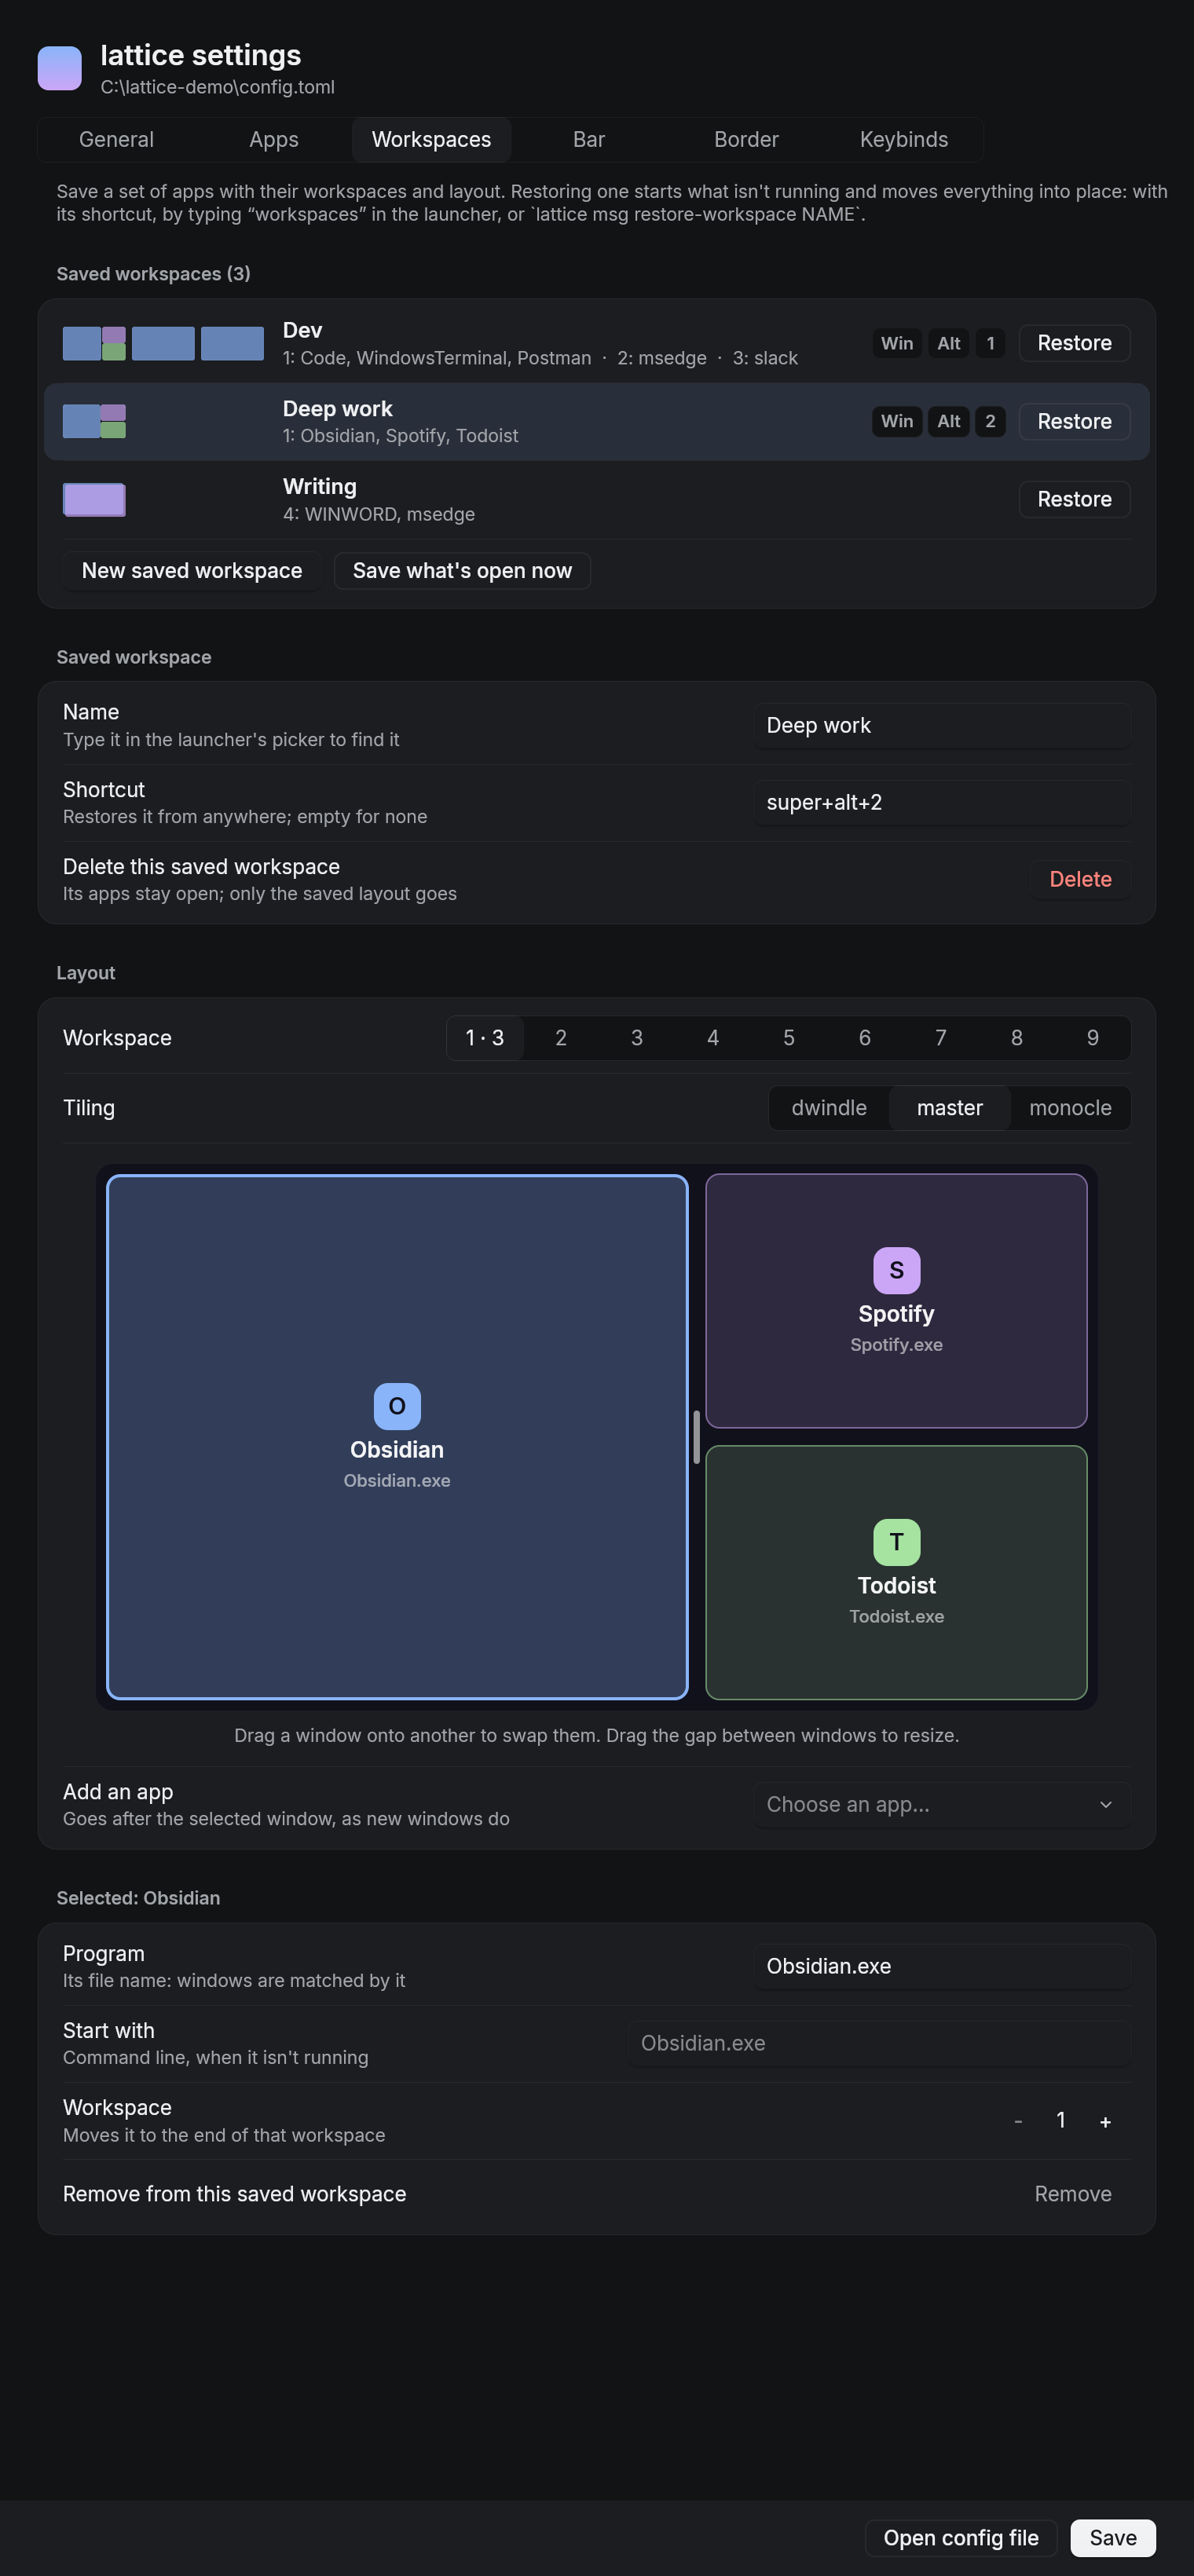 lattice settings
C:\lattice-demo\config.toml
General Apps Workspaces Bar Border Keybinds
Save a set of apps with their workspaces and layout. Restoring one starts what isn't running and moves everything into place: with
its shortcut, by typing “workspaces” in the launcher, or `lattice msg restore-workspace NAME`.
Saved workspaces (3)
Dev
1: Code, WindowsTerminal, Postman · 2: msedge · 3: slack
Win Alt 1 Restore
Deep work
1: Obsidian, Spotify, Todoist
Win Alt 2 Restore
Writing
4: WINWORD, msedge
Restore
New saved workspace Save what's open now
Saved workspace
Name
Type it in the launcher's picker to find it
Deep work
Shortcut
Restores it from anywhere; empty for none
super+alt+2
Delete this saved workspace
Its apps stay open; only the saved layout goes
Delete
Layout
Workspace 1 · 3 2 3 4 5 6 7 8 9
Tiling dwindle master monocle
O
Obsidian
Obsidian.exe
S
Spotify
Spotify.exe
T
Todoist
Todoist.exe
Drag a window onto another to swap them. Drag the gap between windows to resize.
Add an app
Goes after the selected window, as new windows do
Choose an app...
Selected: Obsidian
Program
Its file name: windows are matched by it
Obsidian.exe
Start with
Command line, when it isn't running
Obsidian.exe
Workspace
Moves it to the end of that workspace
- 1 +
Remove from this saved workspace Remove
Open config file Save